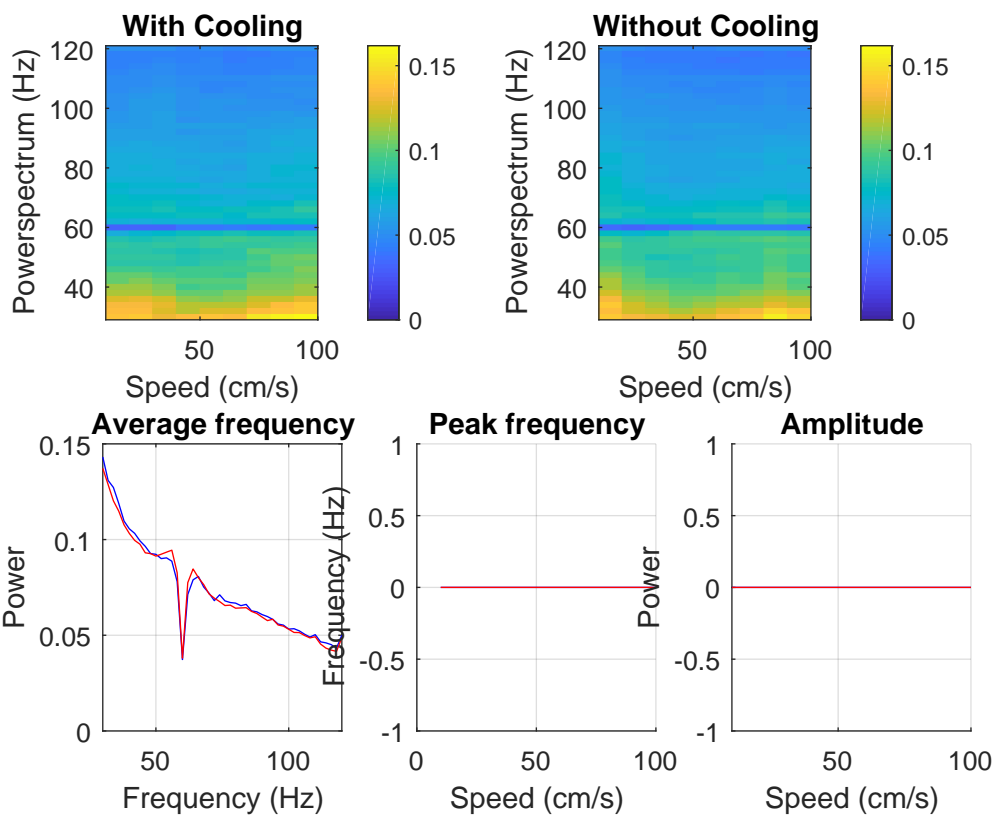 With Cooling
Powerspectrum (Hz)
120
100
80
60
40
50
100
Speed (cm/s)
0.15
0.1
0.05
0
Without Cooling
Powerspectrum (Hz)
120
100
80
60
40
50
100
Speed (cm/s)
0.15
0.1
0.05
0
Average frequency
Power
0.15
0.1
0.05
0
50
100
Frequency (Hz)
Peak frequency
Frequency (Hz)
1
0.5
0
-0.5
-1
0
50
100
Speed (cm/s)
Amplitude
Power
1
0.5
0
-0.5
-1
50
100
Speed (cm/s)